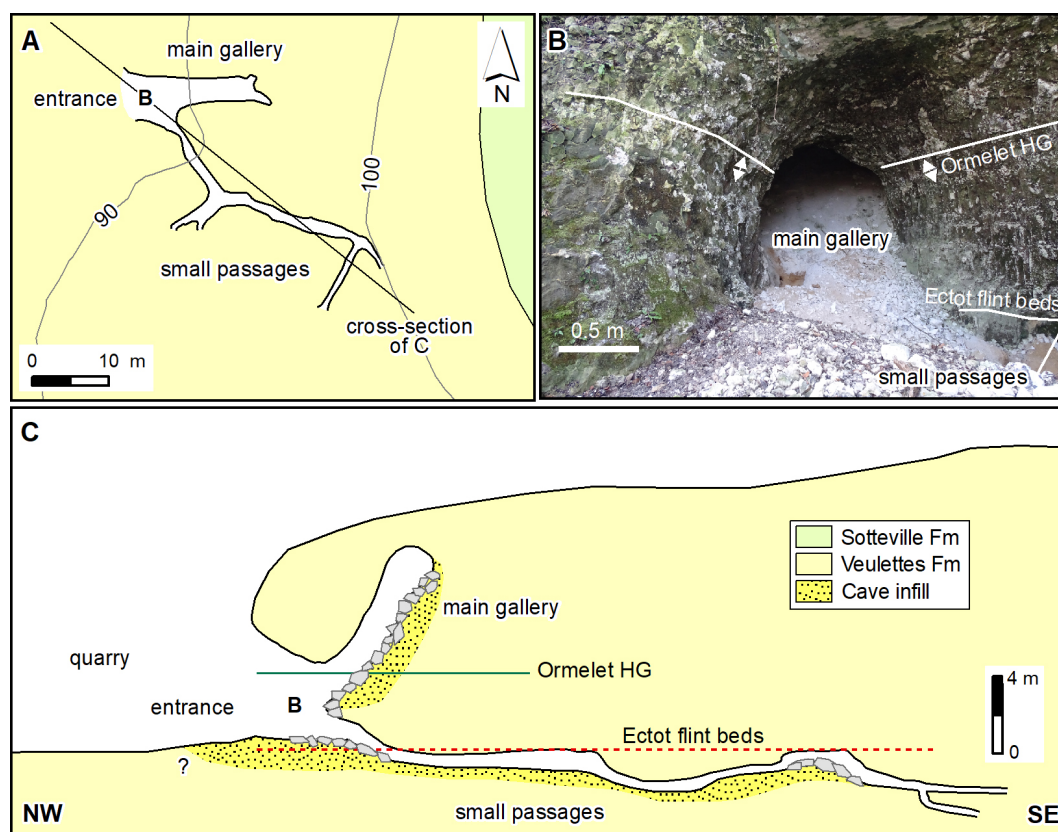 A
main gallery
entrance
B
N
90
100
small passages
cross-section
of C
0 10 m
B
Ormelet HG
main gallery
Ectot flint beds
0.5 m
small passages
C
Sotteville Fm
Veulettes Fm
Cave infill
main gallery
quarry
Ormelet HG
entrance
B
4 m
0
Ectot flint beds
?
small passages
NW
SE